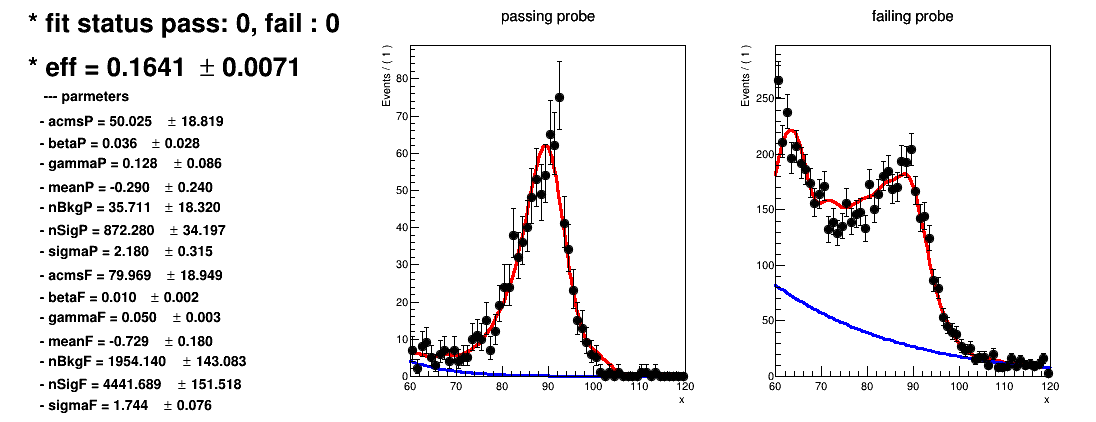 * fit status pass: 0, fail : 0
* eff = 0.1641 ± 0.0071
--- parmeters
- acmsP = 50.025 ± 18.819
- betaP = 0.036 ± 0.028
- gammaP = 0.128 ± 0.086
- meanP = -0.290 ± 0.240
- nBkgP = 35.711 ± 18.320
- nSigP = 872.280 ± 34.197
- sigmaP = 2.180 ± 0.315
- acmsF = 79.969 ± 18.949
- betaF = 0.010 ± 0.002
- gammaF = 0.050 ± 0.003
- meanF = -0.729 ± 0.180
- nBkgF = 1954.140 ± 143.083
- nSigF = 4441.689 ± 151.518
- sigmaF = 1.744 ± 0.076
passing probe
Events / ( 1 )
80
70
60
50
40
30
20
10
0
60 70 80 90 100 110 120
x
failing probe
Events / ( 1 )
250
200
150
100
50
0
60 70 80 90 100 110 120
x